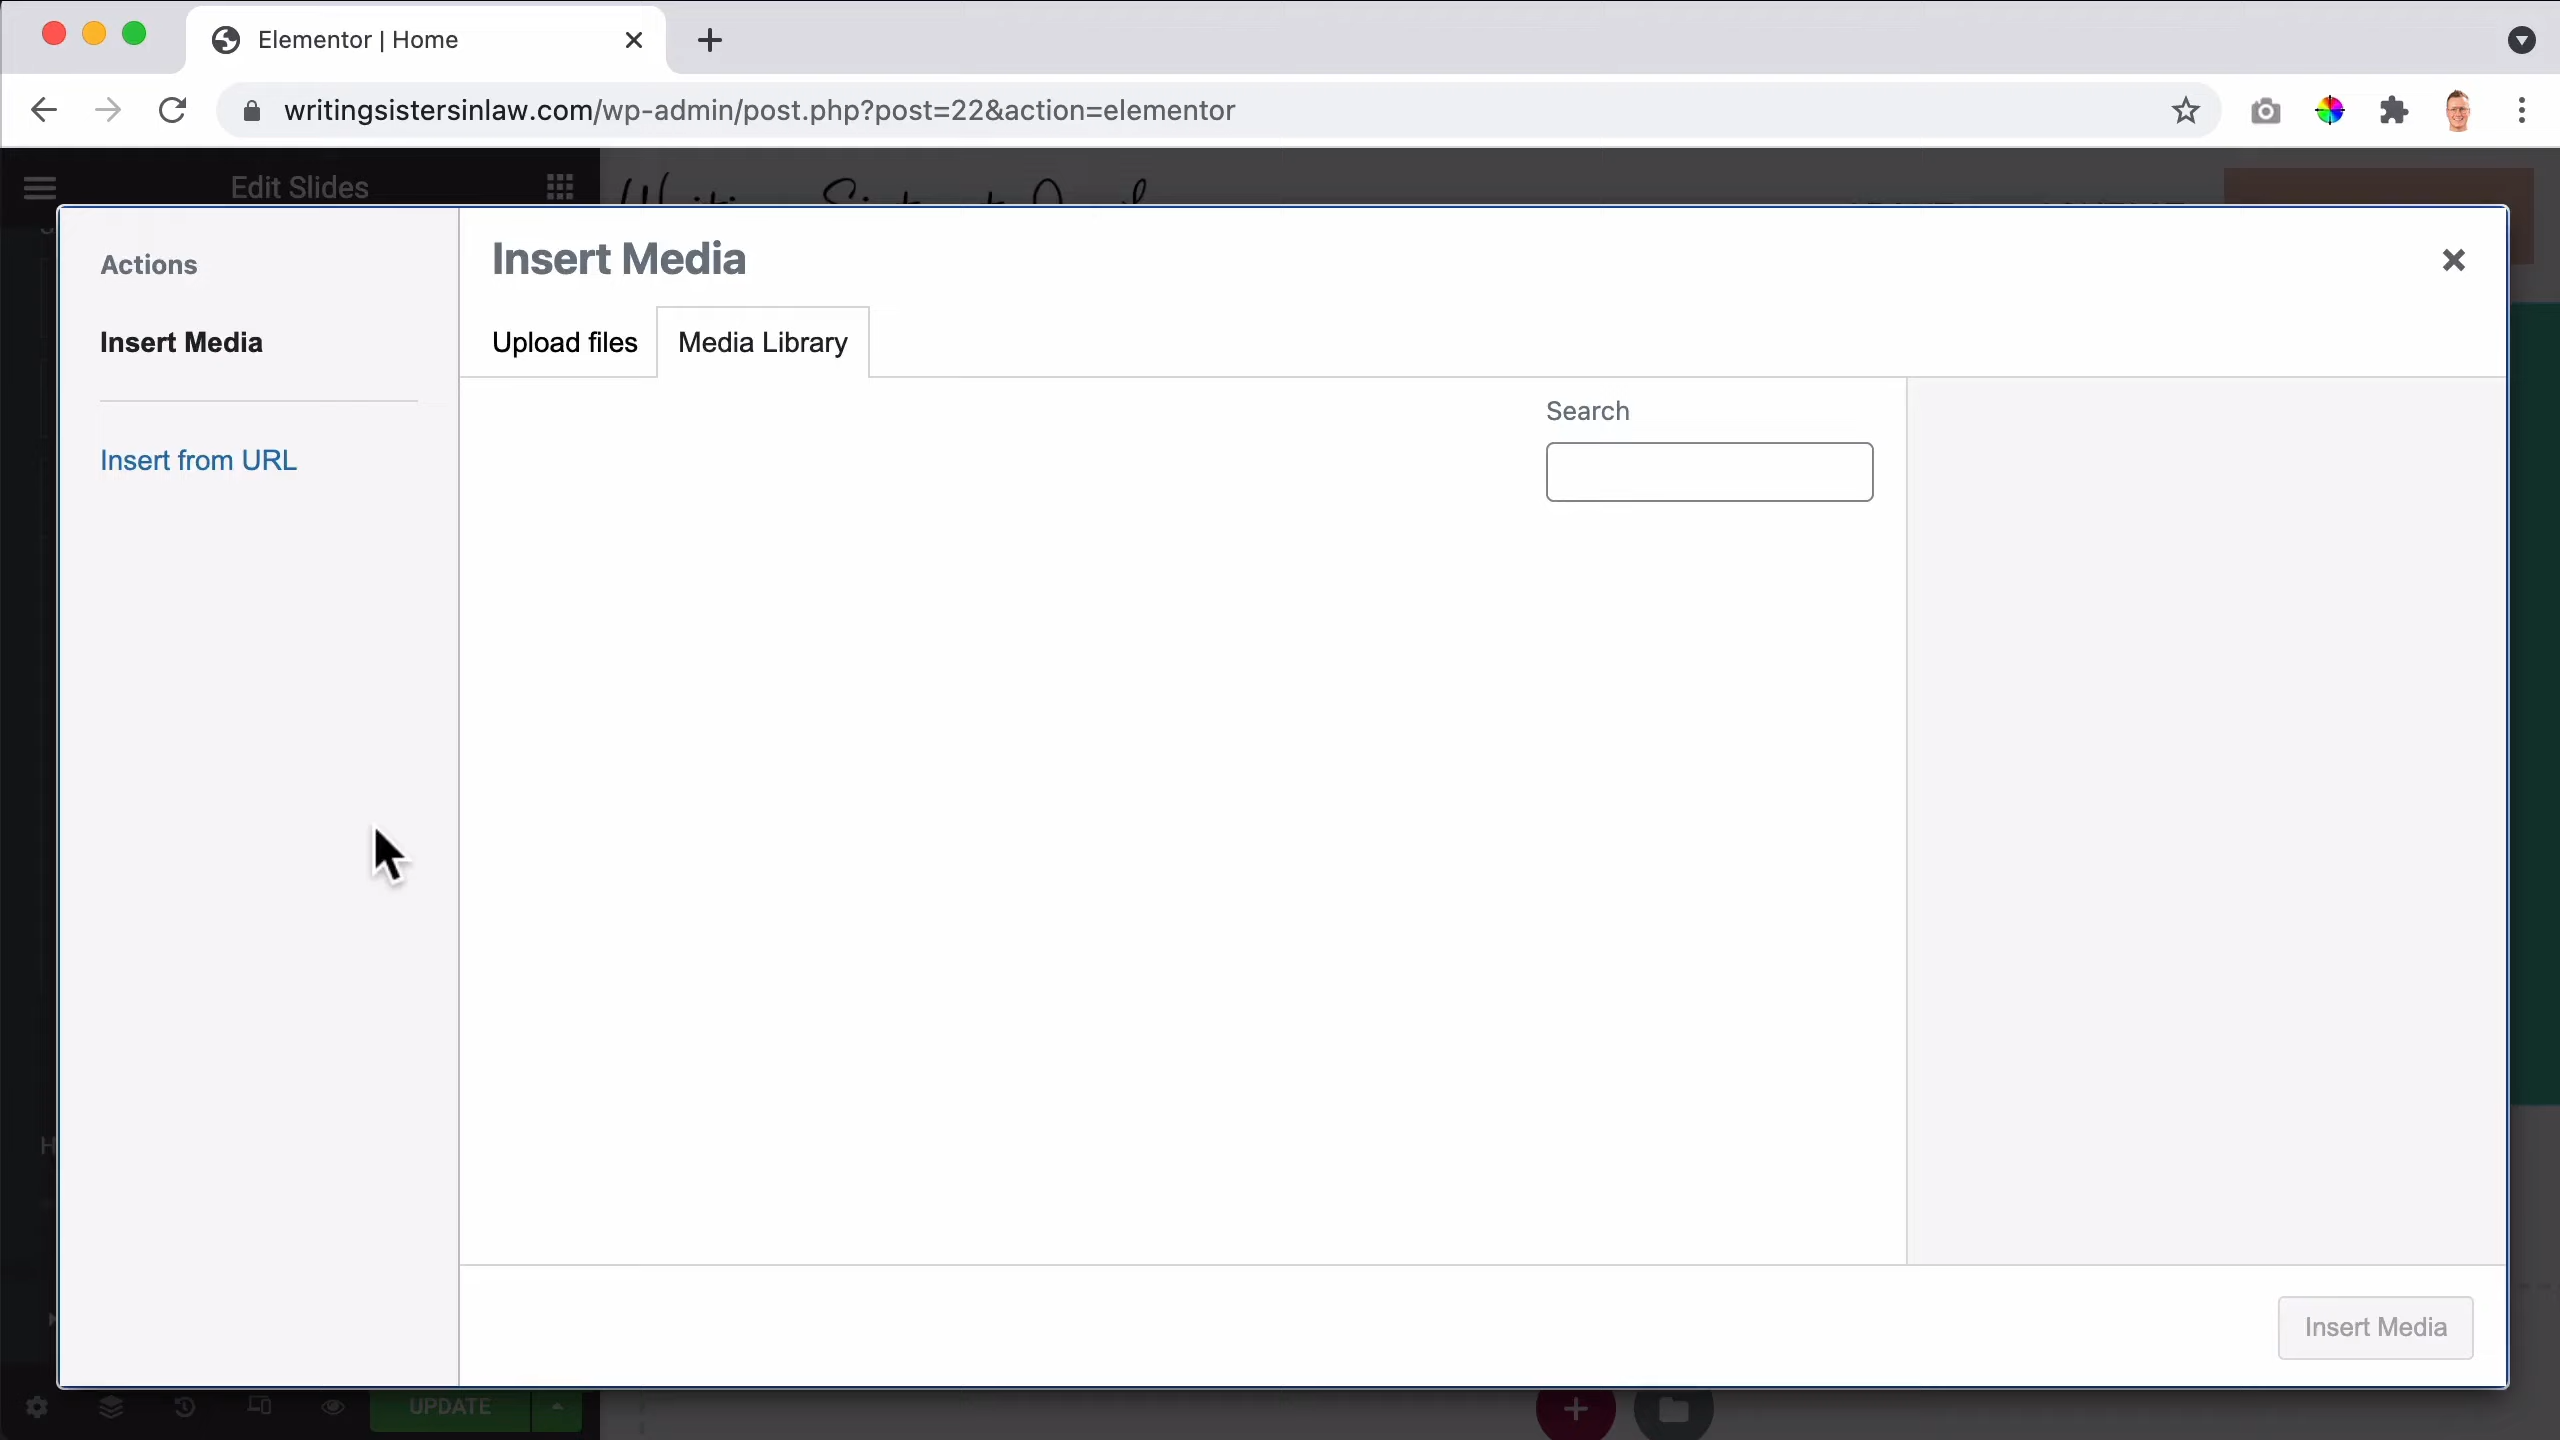 Elementor | Home
writingsistersinlaw.com/wp-admin/post.php?post=22&action=elementor
Edit Slides
Actions
Insert Media
Insert from URL
Insert Media
Upload files
Media Library
Search
Insert Media
UPDATE